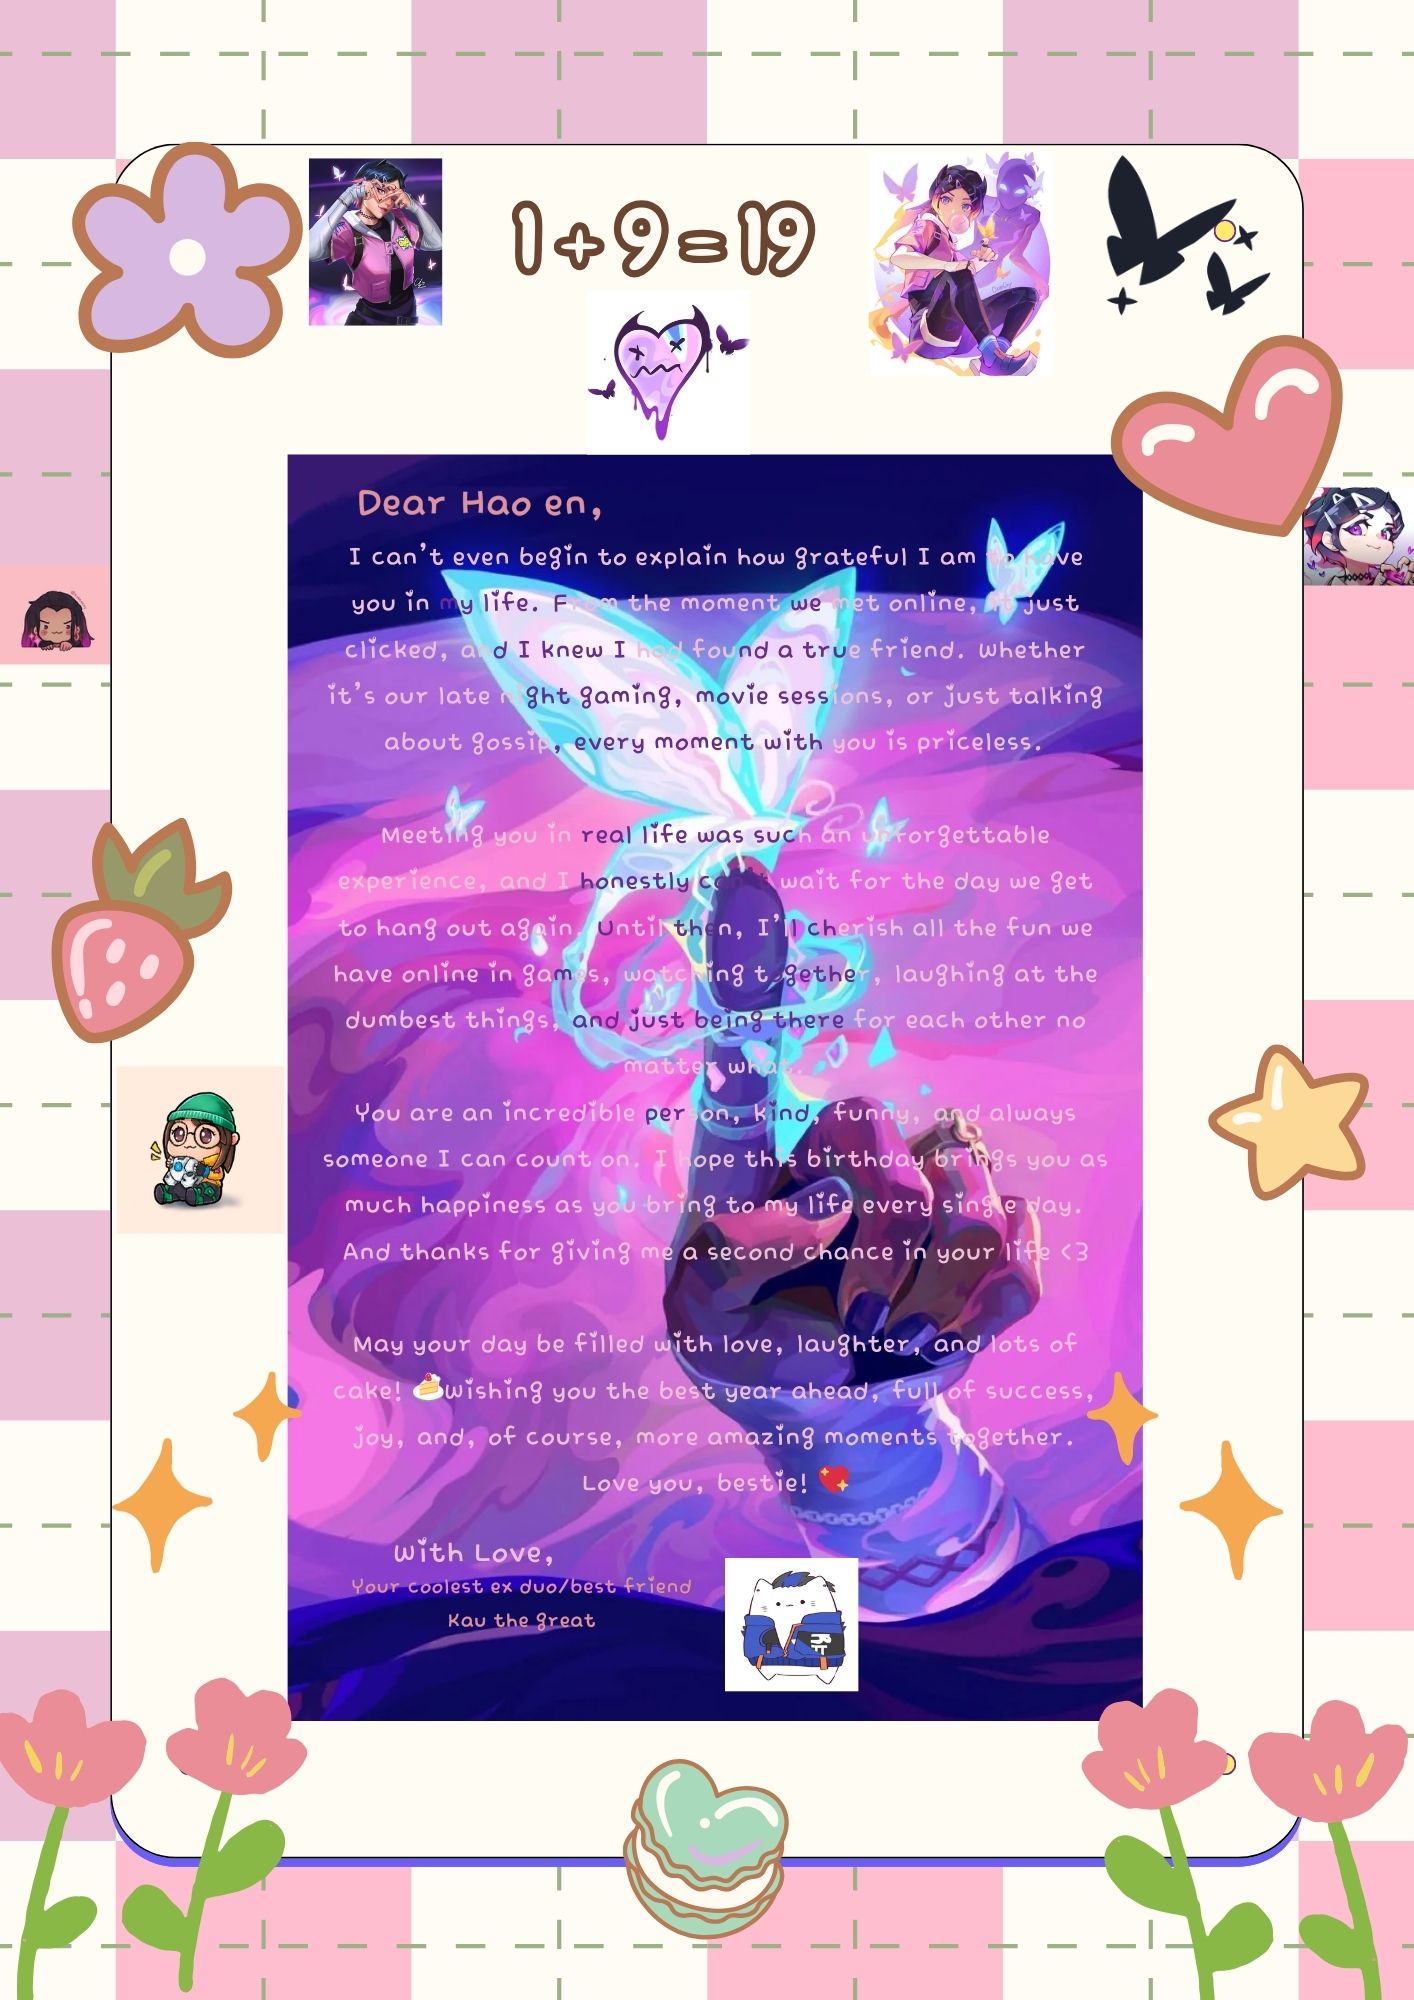 1+9=19
Dear Hao en,
I can't even begin to explain how grateful I am to have
you in my life. From the moment we met online, it just
clicked, and I knew I had found a true friend. Whether
it's our late night gaming, movie sessions, or just talking
about gossip, every moment with you is priceless.
Meeting you in real life was such an unforgettable
experience, and I honestly can't wait for the day we get
to hang out again. Until then, I'll cherish all the fun we
have online in games, watching together, laughing at the
dumbest things, and just being there for each other no
matter what.
You are an incredible person, kind, funny, and always
someone I can count on. I hope this birthday brings you as
much happiness as you bring to my life every single day.
And thanks for giving me a second chance in your life <3
May your day be filled with love, laughter, and lots of
cake! 🍰Wishing you the best year ahead, full of success,
joy, and, of course, more amazing moments together.
Love you, bestie! 💖
With Love,
Your coolest ex duo/best friend
Kau the great